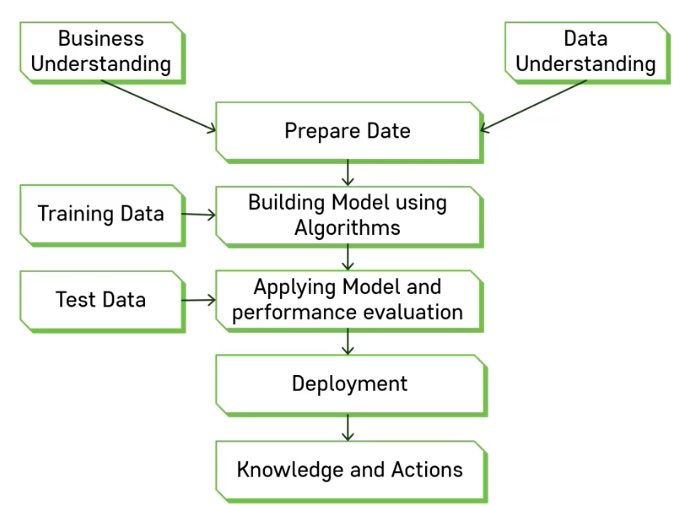 Business
Understanding
Data
Understanding
Prepare Date
Training Data
Building Model using
Algorithms
Test Data
Applying Model and
performance evaluation
Deployment
Knowledge and Actions